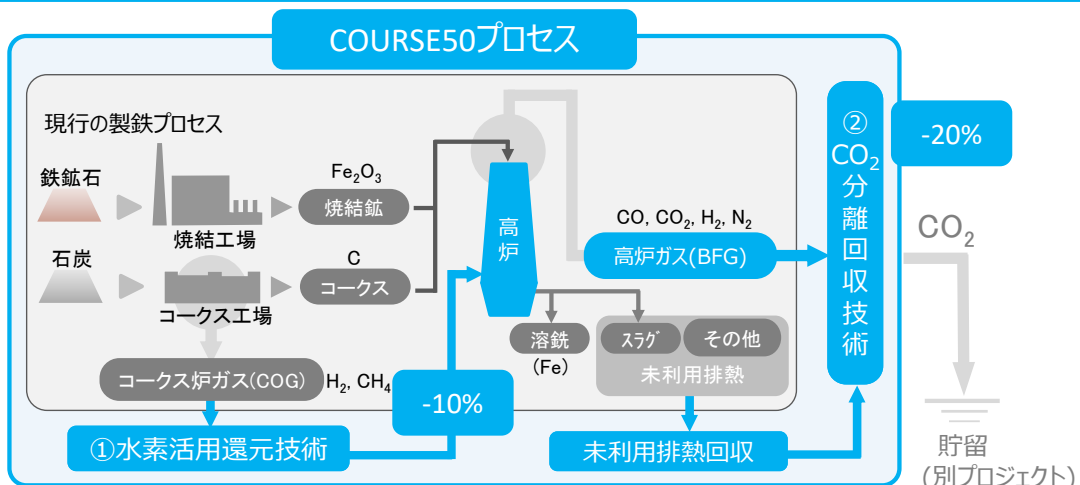 COURSE50プロセス
現行の製鉄プロセス
鉄鉱石
焼結工場
Fe₂O₃
焼結鉱
石炭
コークス工場
C
コークス
コークス炉ガス(COG)
H₂, CH₄
①水素活用還元技術
-10%
高炉
CO, CO₂, H₂, N₂
高炉ガス(BFG)
溶銑
(Fe)
スラグ
その他
未利用排熱
未利用排熱回収
②
CO₂
分離回収技術
-20%
CO₂
貯留
(別プロジェクト)